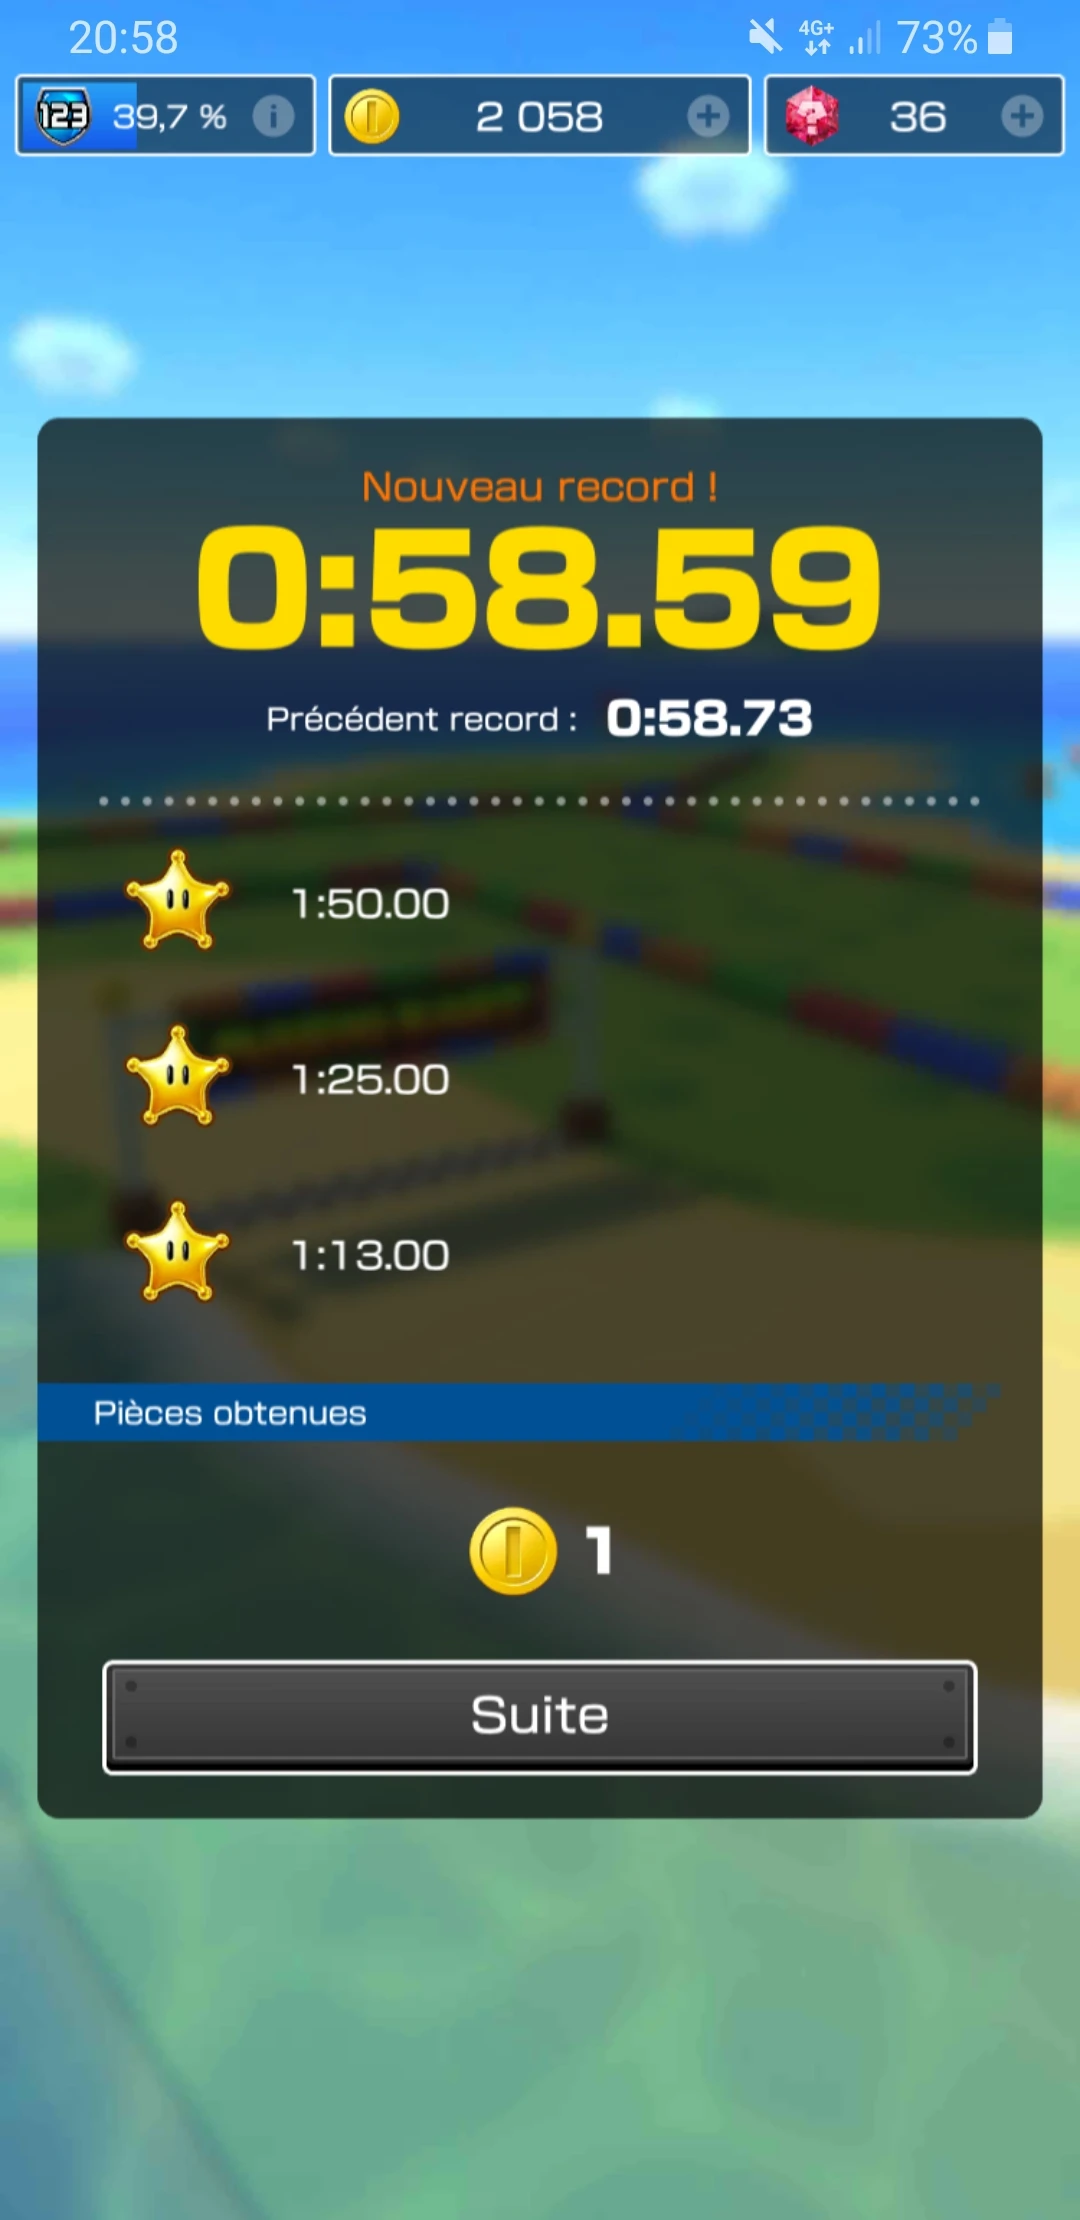 20:58 4G+ 73%
123 39,7 % i 2 058 + 36 +
Nouveau record !
0:58.59
Précédent record : 0:58.73
1:50.00
1:25.00
1:13.00
Pièces obtenues
1
Suite